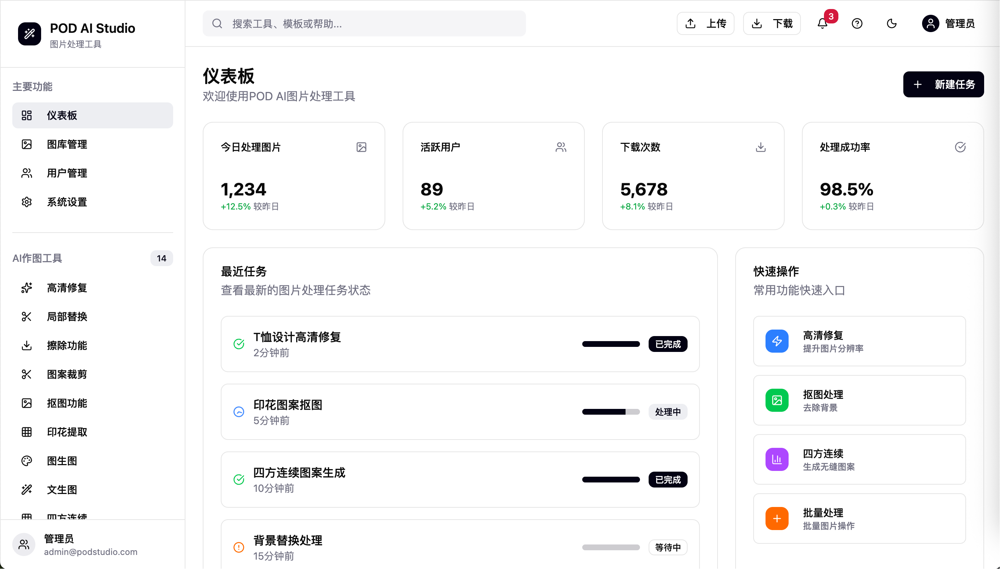 POD AI Studio
图片处理工具
主要功能
仪表板
图库管理
用户管理
系统设置
AI作图工具
14
高清修复
局部替换
擦除功能
图案裁剪
抠图功能
印花提取
图生图
文生图
四方连续
管理员
admin@podstudio.com
搜索工具、模板或帮助...
上传
下载
3
管理员
仪表板
欢迎使用POD AI图片处理工具
新建任务
今日处理图片
1,234
+12.5% 较昨日
活跃用户
89
+5.2% 较昨日
下载次数
5,678
+8.1% 较昨日
处理成功率
98.5%
+0.3% 较昨日
最近任务
查看最新的图片处理任务状态
T恤设计高清修复
2分钟前
已完成
印花图案抠图
5分钟前
处理中
四方连续图案生成
10分钟前
已完成
背景替换处理
15分钟前
等待中
快速操作
常用功能快速入口
高清修复
提升图片分辨率
抠图处理
去除背景
四方连续
生成无缝图案
批量处理
批量图片操作